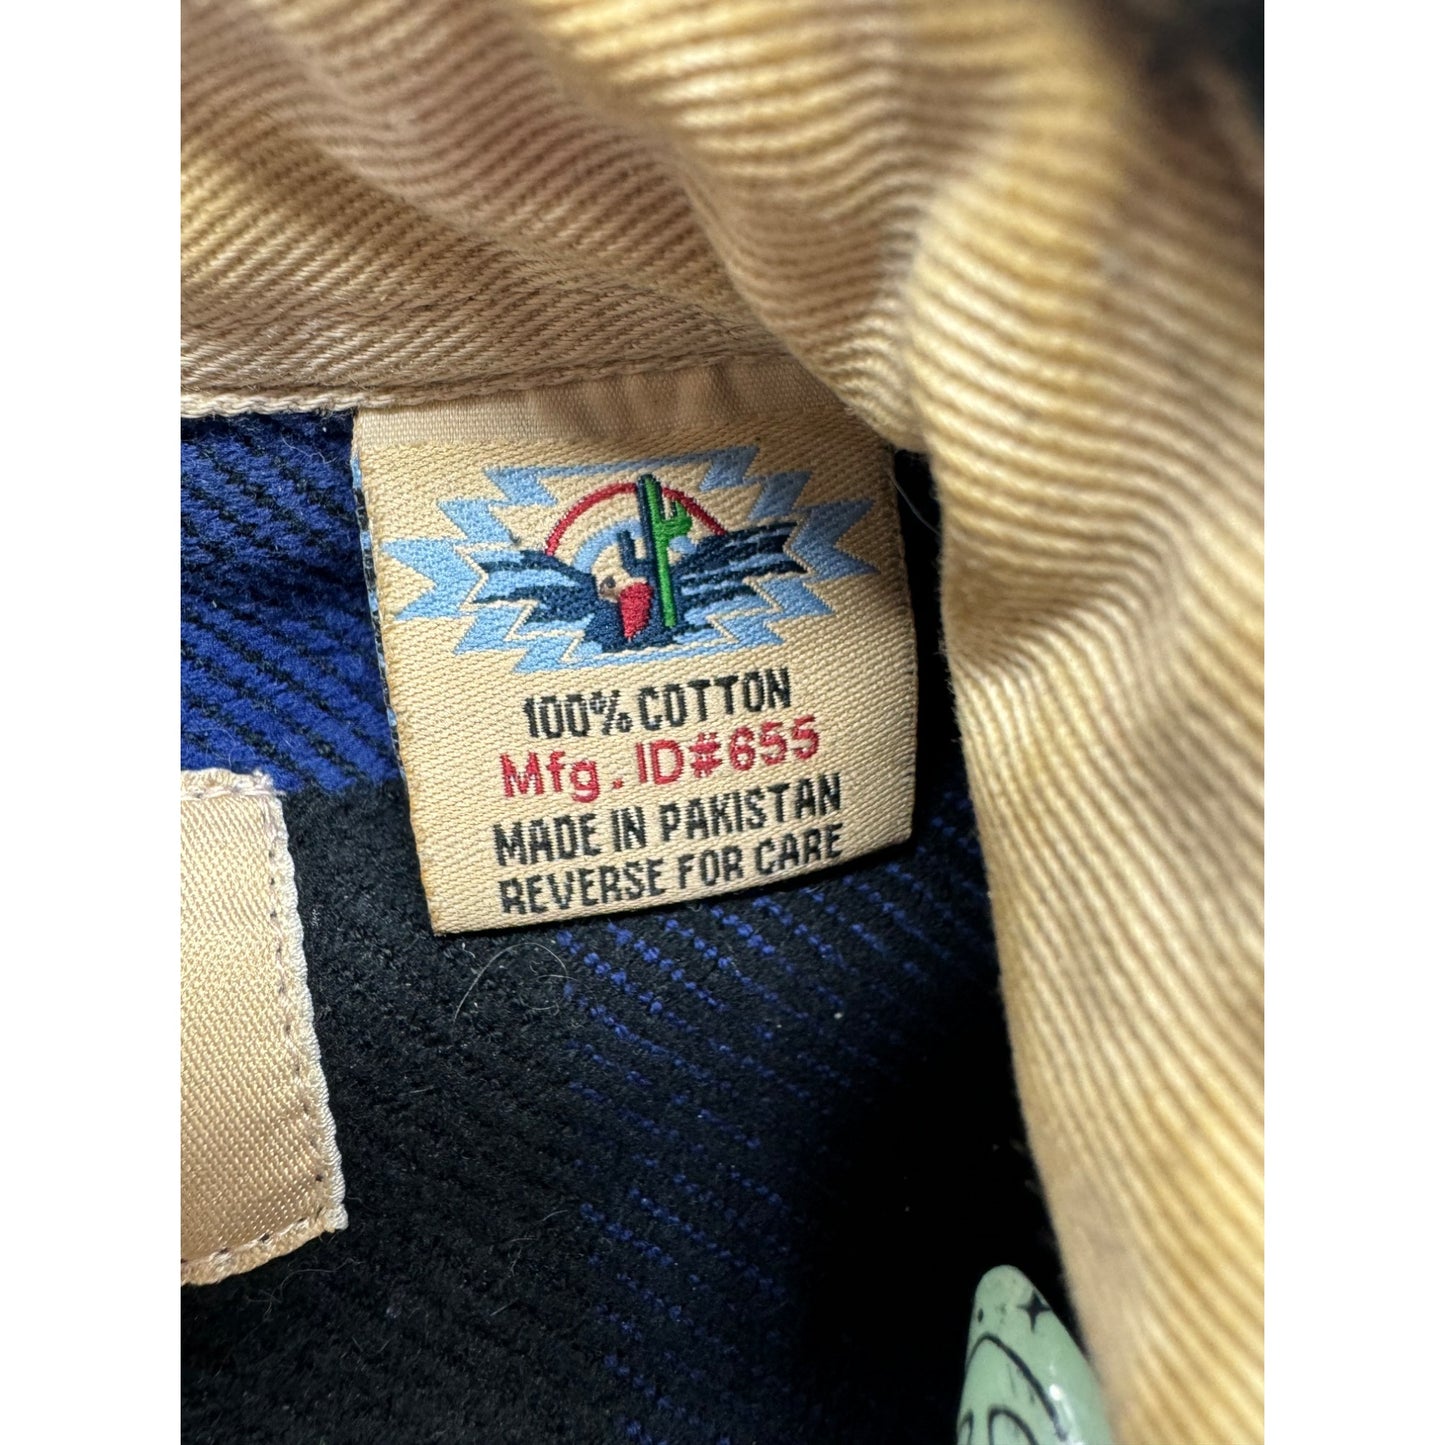 100% COTTON
Mfg. ID#655
MADE IN PAKISTAN
REVERSE FOR CARE